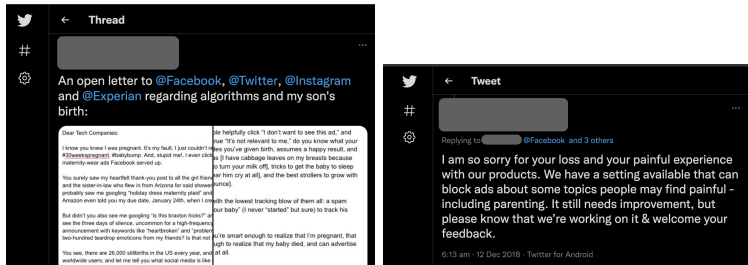 Thread
An open letter to @Facebook, @Twitter, @Instagram
and @Experian regarding algorithms and my son's
birth:
Dear Tech Companies:
I know you knew I was pregnant. It's my fault, I just couldn't
#30weekspregnant, #babybump. And, stupid me!, I even
maternity-wear ads Facebook served up.
You surely saw my heartfelt thank-you post to all the girl
and the sister-in-law who flew in from Arizona for said
probably saw me googling "holiday dress maternity plaid" and
Amazon even told you my due date, January 24th, when I
But didn't you also see me googling "is this braxton hicks?"
see the three days of silence, uncommon for a high-frequency
announcement with keywords like "heartbroken" and
two-hundred teardrop emoticons from my friends? Is that not
You see, there are 26,000 stillbirths in the US every year, and
worldwide users; and let me tell you what social media is like
ple helpfully click "I don't want to see this ad," and
rue "It's not relevant to me," do you know what your
des you've given birth, assumes a happy result, and
as [I have cabbage leaves on my breasts because
o turn your milk off], tricks to get the baby to sleep
ear him cry at all], and the best strollers to grow with
ounce].
with the lowest tracking blow of them all: a spam
our baby" (I never "started" but sure) to track his
u're smart enough to realize that I'm pregnant, that
ugh to realize that my baby died, and can advertise
at all.
Tweet
Replying to @Facebook and 3 others
I am so sorry for your loss and your painful experience
with our products. We have a setting available that can
block ads about some topics people may find painful -
including parenting. It still needs improvement, but
please know that we're working on it & welcome your
feedback.
6:13 am · 12 Dec 2018 · Twitter for Android